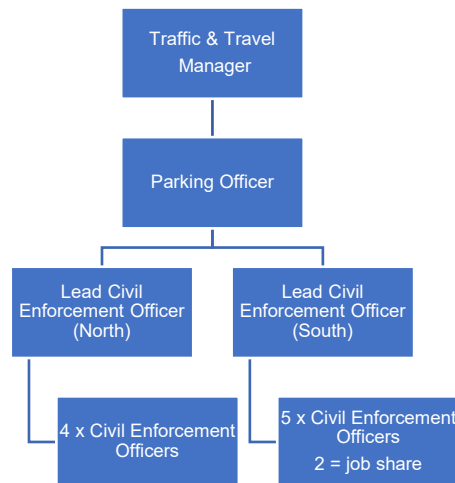 Traffic & Travel
Manager
Parking Officer
Lead Civil
Enforcement Officer
(North)
Lead Civil
Enforcement Officer
(South)
4 x Civil Enforcement
Officers
5 x Civil Enforcement
Officers
2 = job share